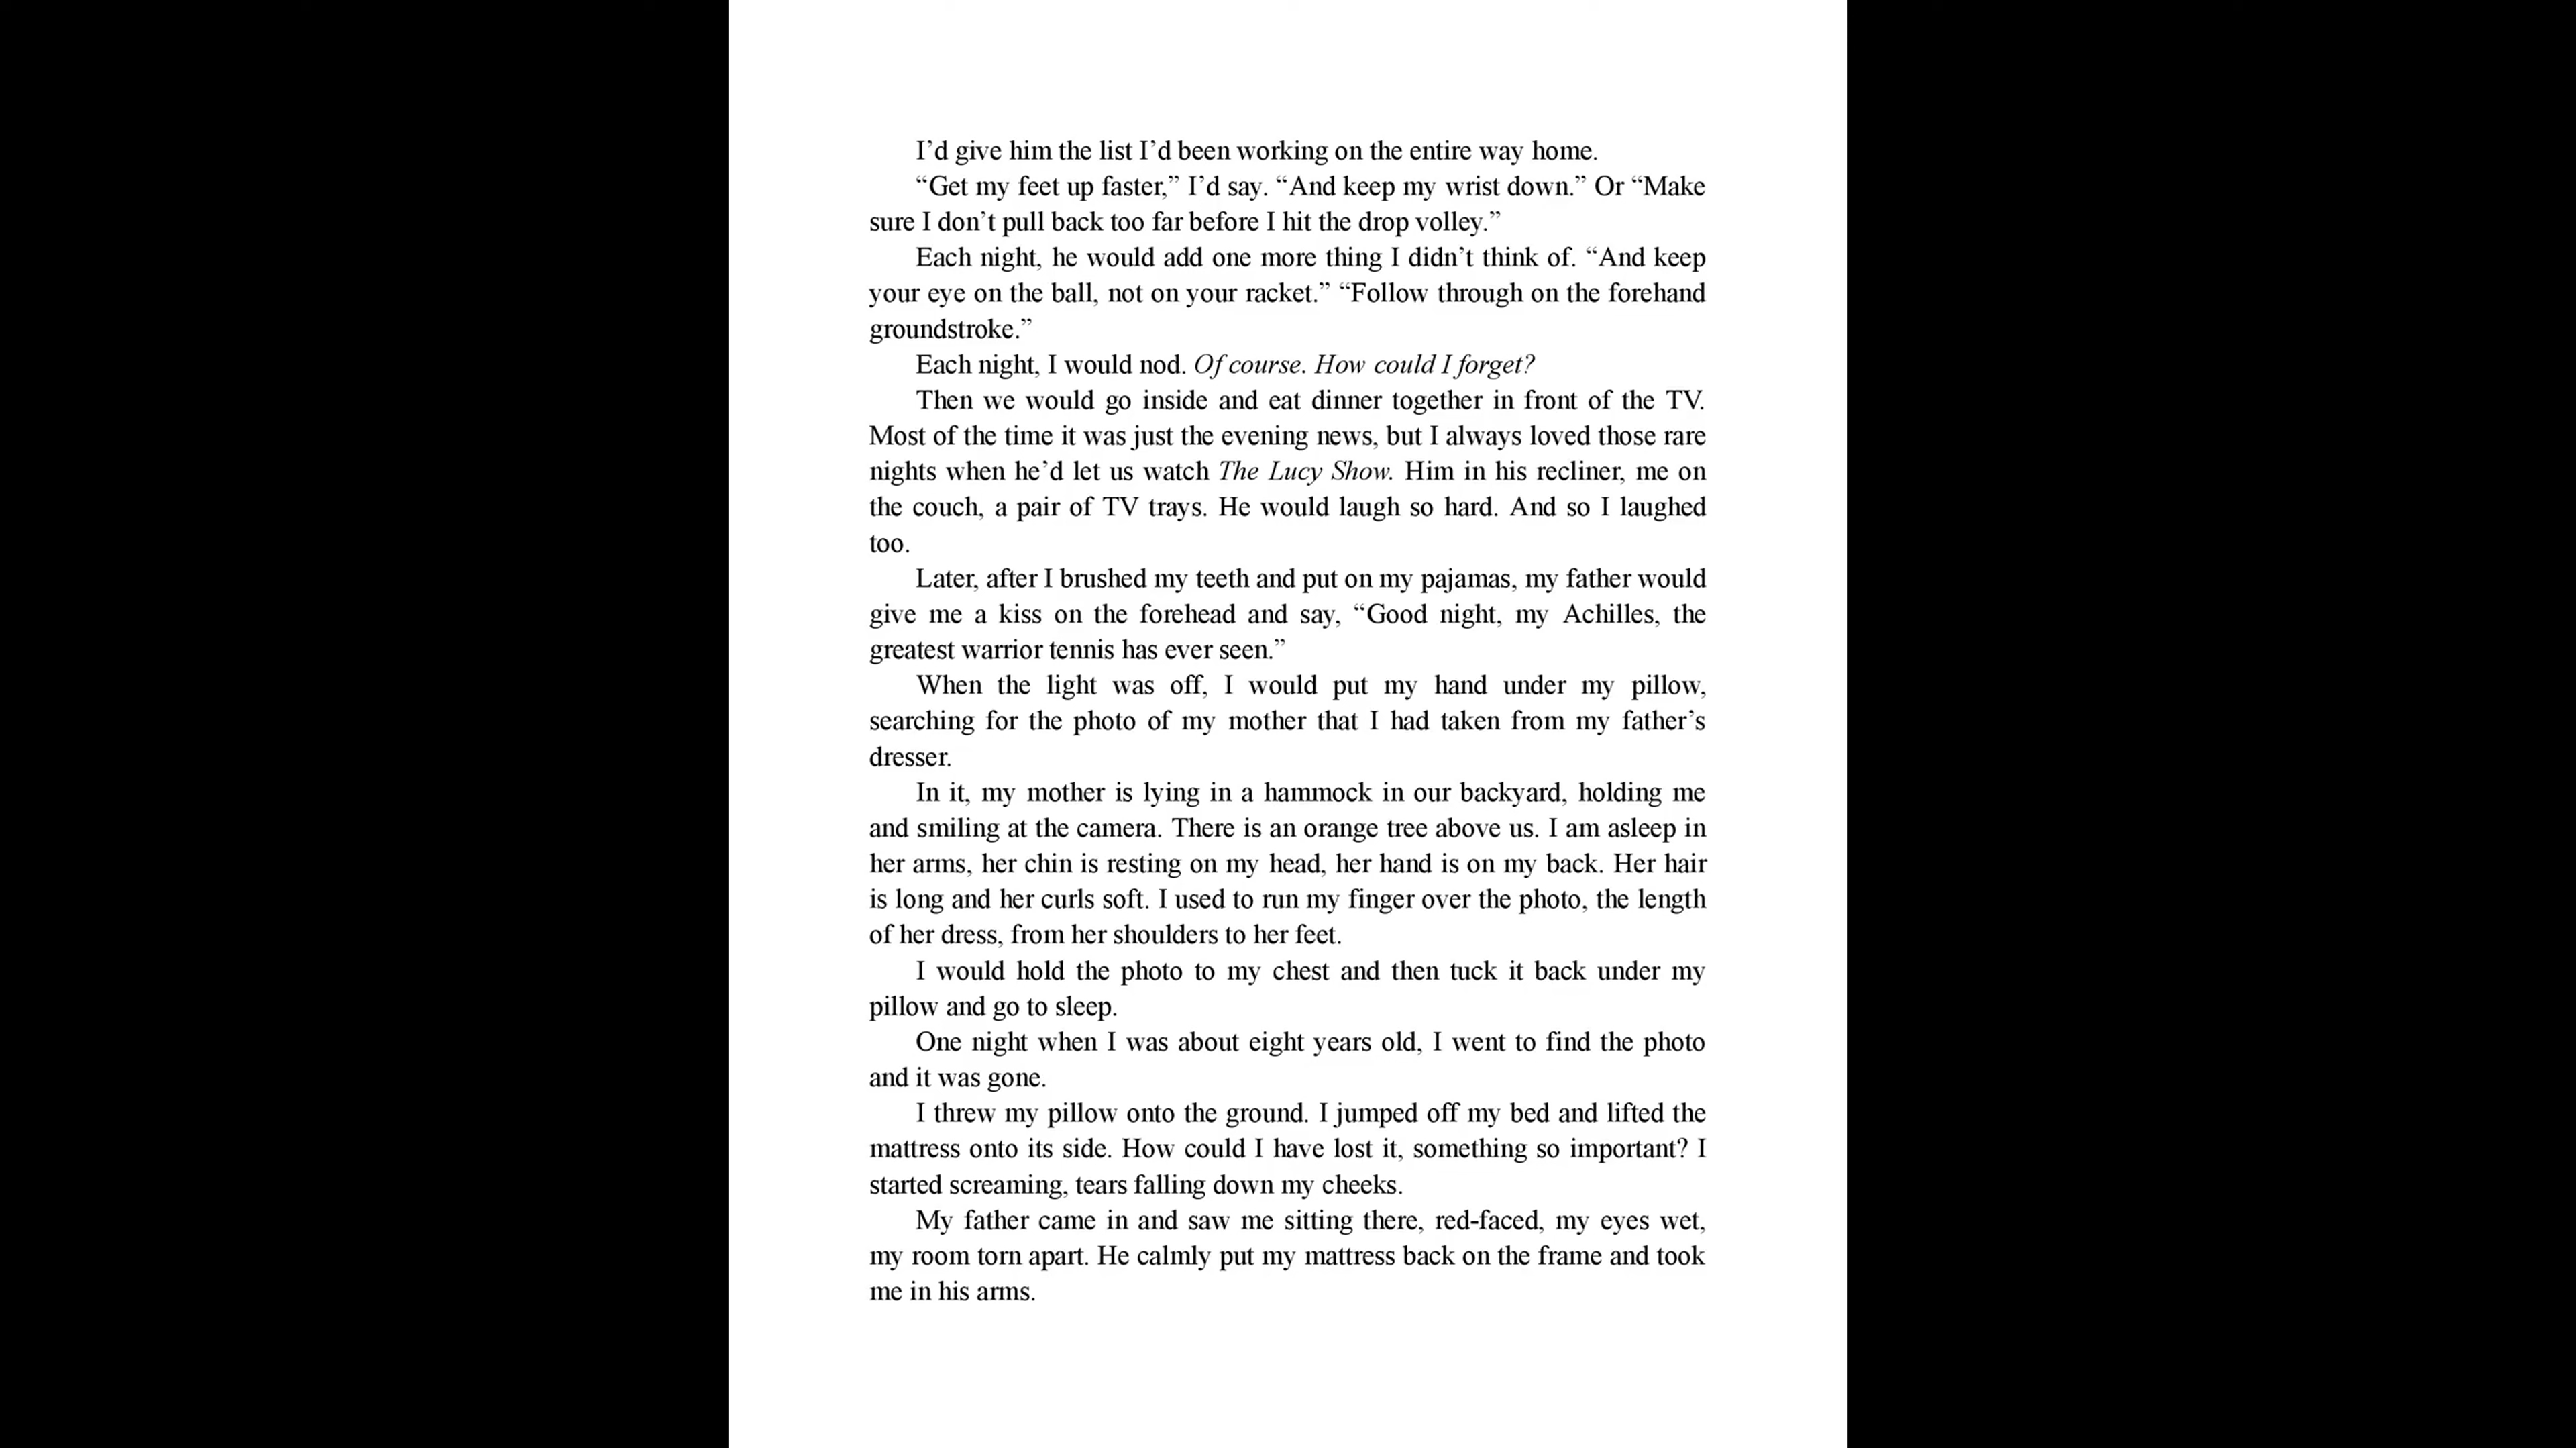 I’d give him the list I’d been working on the entire way home.
“Get my feet up faster,” I’d say. “And keep my wrist down.” Or “Make
sure I don’t pull back too far before I hit the drop volley.”
Each night, he would add one more thing I didn’t think of. “And keep
your eye on the ball, not on your racket.” “Follow through on the forehand
groundstroke.”
Each night, I would nod. Of course. How could I forget?
Then we would go inside and eat dinner together in front of the TV.
Most of the time it was just the evening news, but I always loved those rare
nights when he’d let us watch The Lucy Show. Him in his recliner, me on
the couch, a pair of TV trays. He would laugh so hard. And so I laughed
too.
Later, after I brushed my teeth and put on my pajamas, my father would
give me a kiss on the forehead and say, “Good night, my Achilles, the
greatest warrior tennis has ever seen.”
When the light was off, I would put my hand under my pillow,
searching for the photo of my mother that I had taken from my father’s
dresser.
In it, my mother is lying in a hammock in our backyard, holding me
and smiling at the camera. There is an orange tree above us. I am asleep in
her arms, her chin is resting on my head, her hand is on my back. Her hair
is long and her curls soft. I used to run my finger over the photo, the length
of her dress, from her shoulders to her feet.
I would hold the photo to my chest and then tuck it back under my
pillow and go to sleep.
One night when I was about eight years old, I went to find the photo
and it was gone.
I threw my pillow onto the ground. I jumped off my bed and lifted the
mattress onto its side. How could I have lost it, something so important? I
started screaming, tears falling down my cheeks.
My father came in and saw me sitting there, red-faced, my eyes wet,
my room torn apart. He calmly put my mattress back on the frame and took
me in his arms.